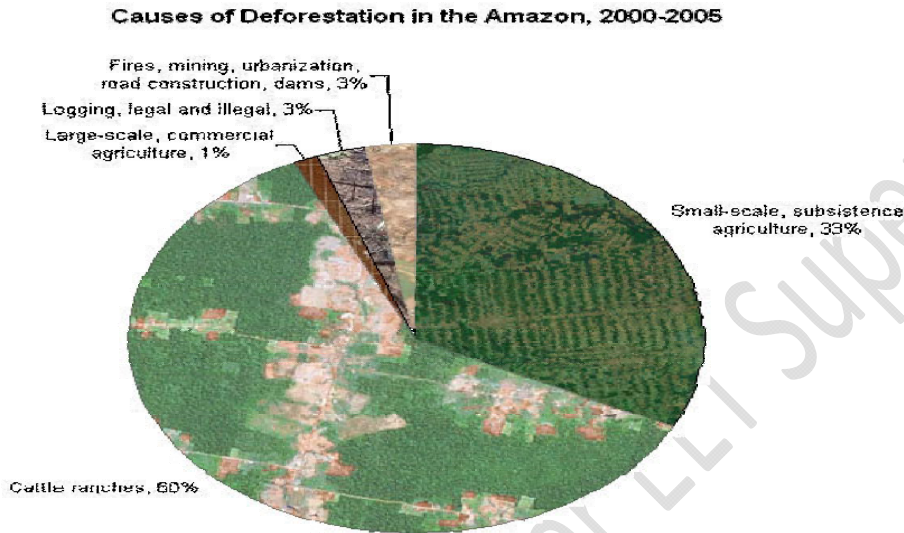 Causes of Deforestation in the Amazon, 2000-2005
Fires, mining, urbanization,
road construction, dams, 3%
Logging, legal and illegal, 3%
Large-scale, commercial
agriculture, 1%
Small-scale, subsistence
agriculture, 33%
Cattle ranches, 60%